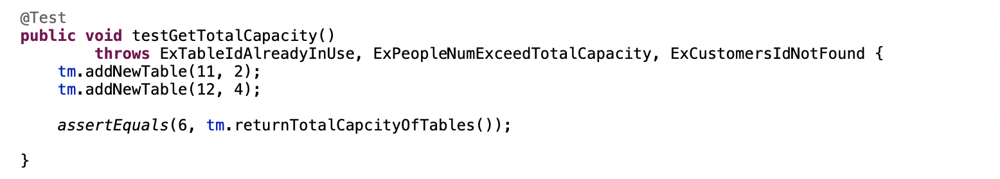 @Test
public void testGetTotalCapacity()
throws ExTableIdAlreadyInUse, ExPeopleNumExceedTotalCapacity, ExCustomersIdNotFound {
tm.addNewTable(11, 2);
tm.addNewTable(12, 4);
assertEquals(6, tm.returnTotalCapcityOfTables());
}